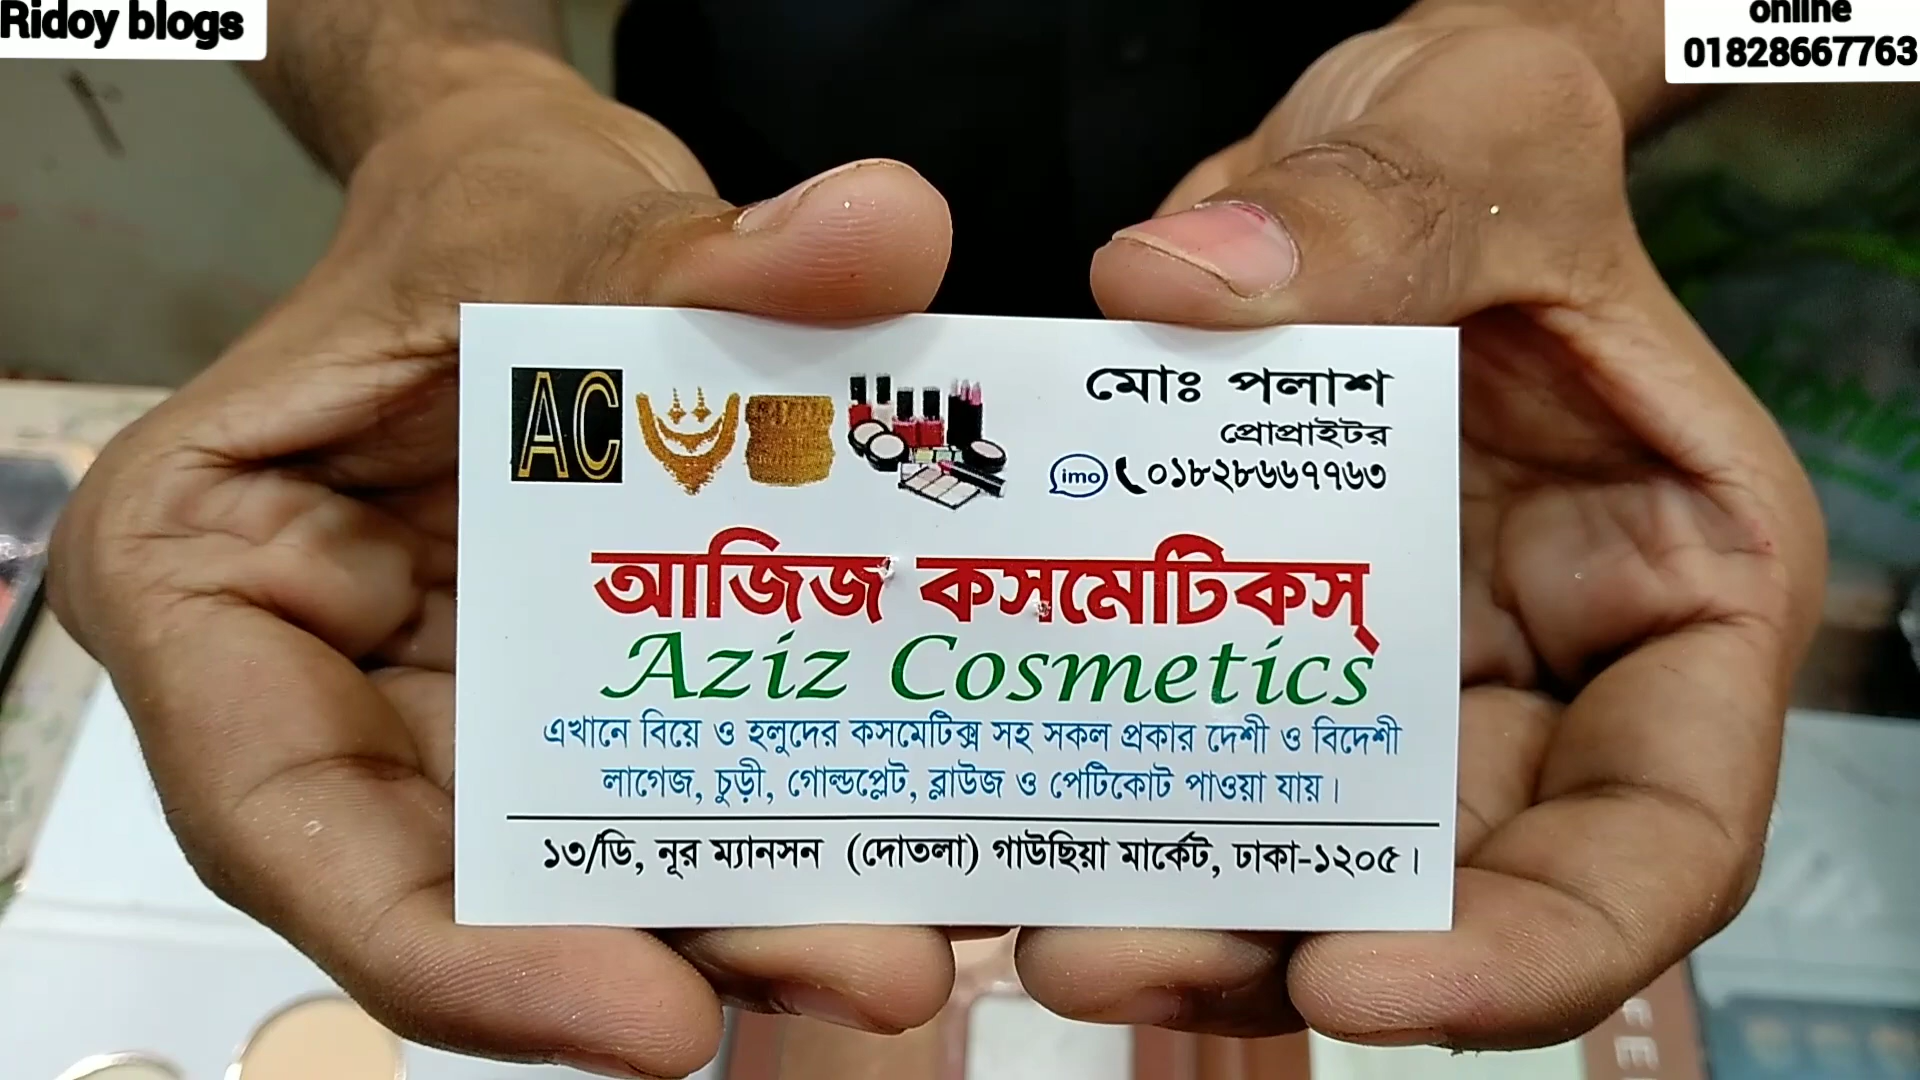 Ridoy blogs
online
01828667763
AC
মোঃ পলাশ
প্রোপ্রাইটর
imo ০১৮২৮৬৬৭৭৬৩
আজিজ কসমেটিকস্
Aziz Cosmetics
এখানে বিয়ে ও হলুদের কসমেটিক্স সহ সকল প্রকার দেশী ও বিদেশী
লাগেজ, চুড়ী, গোল্ডপ্লেট, ব্লাউজ ও পেটিকোট পাওয়া যায়।
১৩/ডি, নূর ম্যানসন (দোতলা) গাউছিয়া মার্কেট, ঢাকা-১২০৫।